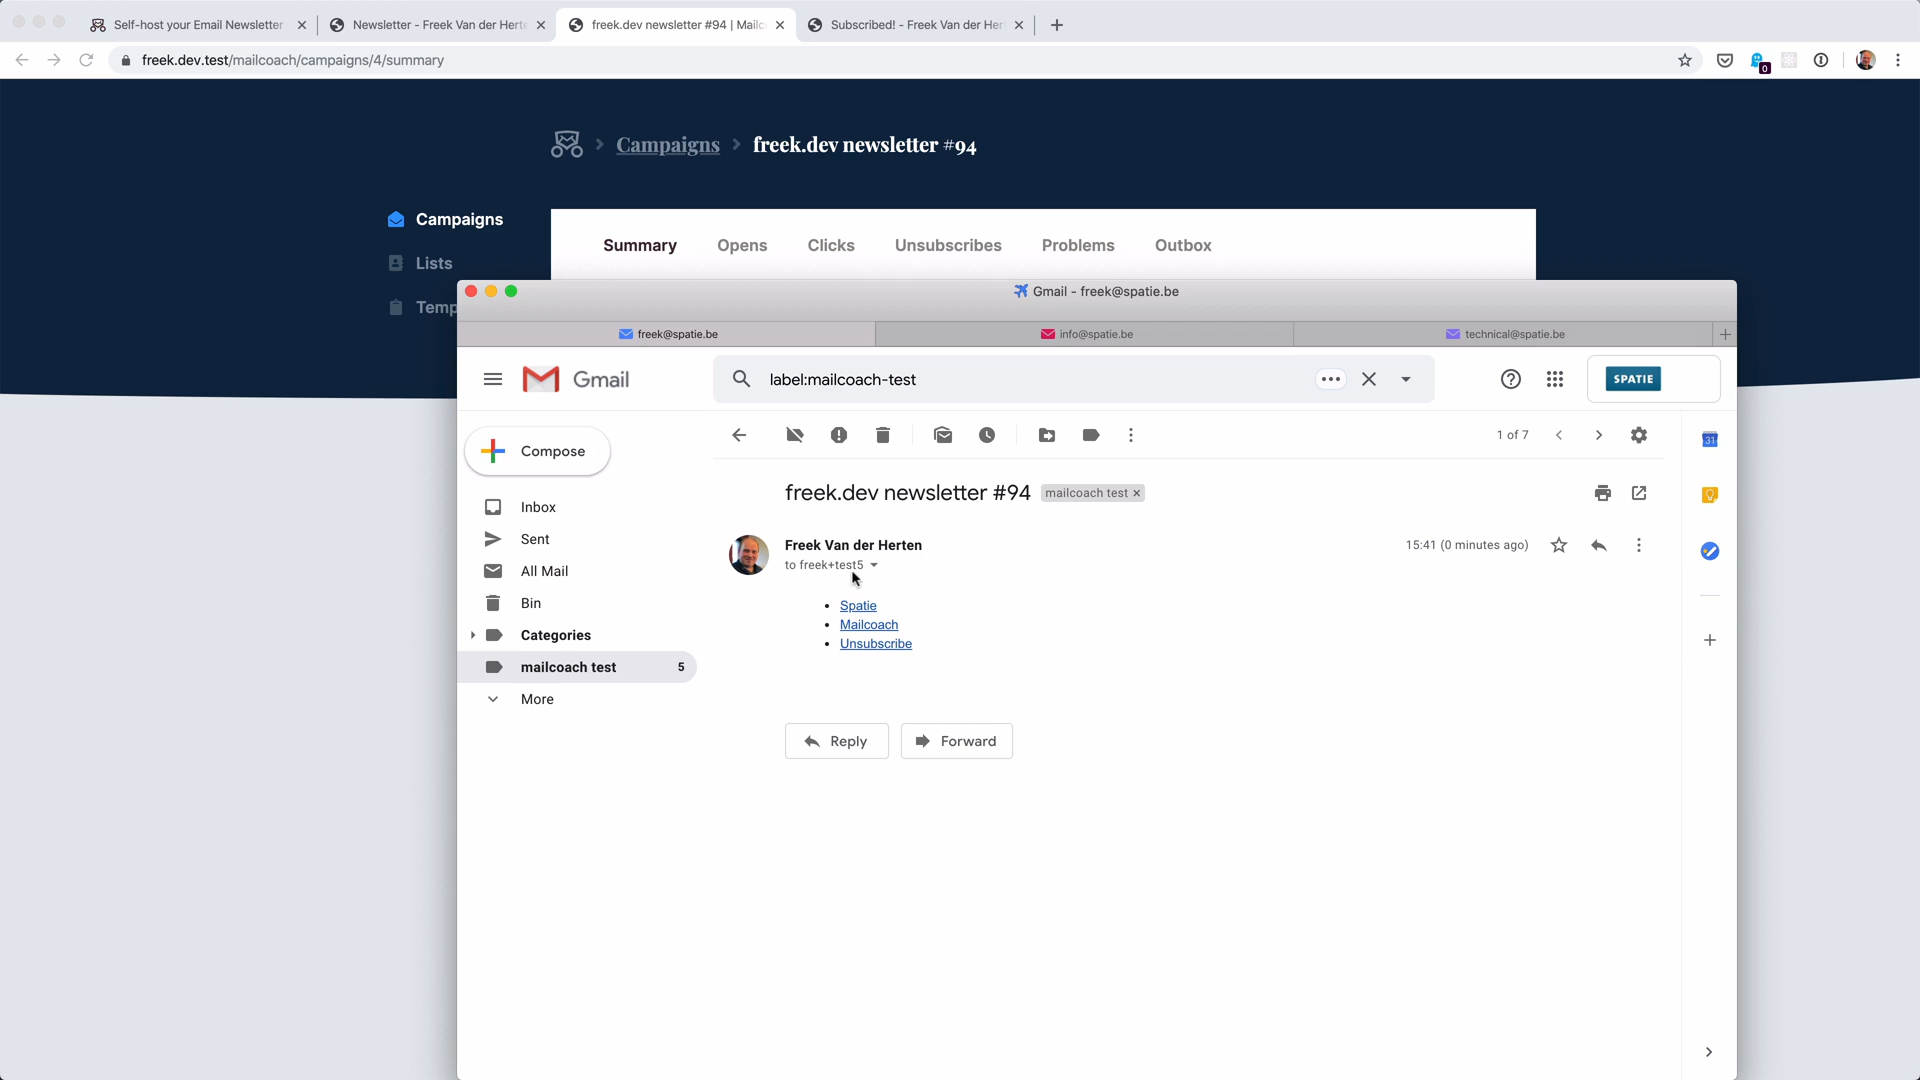 Self-host your Email Newsletter
Newsletter - Freek Van der Herte
freek.dev newsletter #94 | Mailc
Subscribed! - Freek Van der Her
freek.dev.test/mailcoach/campaigns/4/summary
0
Campaigns
freek.dev newsletter #94
Campaigns
Lists
Temp
Summary
Opens
Clicks
Unsubscribes
Problems
Outbox
Gmail - freek@spatie.be
freek@spatie.be
info@spatie.be
technical@spatie.be
Gmail
label:mailcoach-test
SPATIE
Compose
1 of 7
31
Inbox
Sent
All Mail
Bin
Categories
mailcoach test 5
More
freek.dev newsletter #94
mailcoach test ×
Freek Van der Herten
15:41 (0 minutes ago)
to freek+test5
Spatie
Mailcoach
Unsubscribe
Reply
Forward